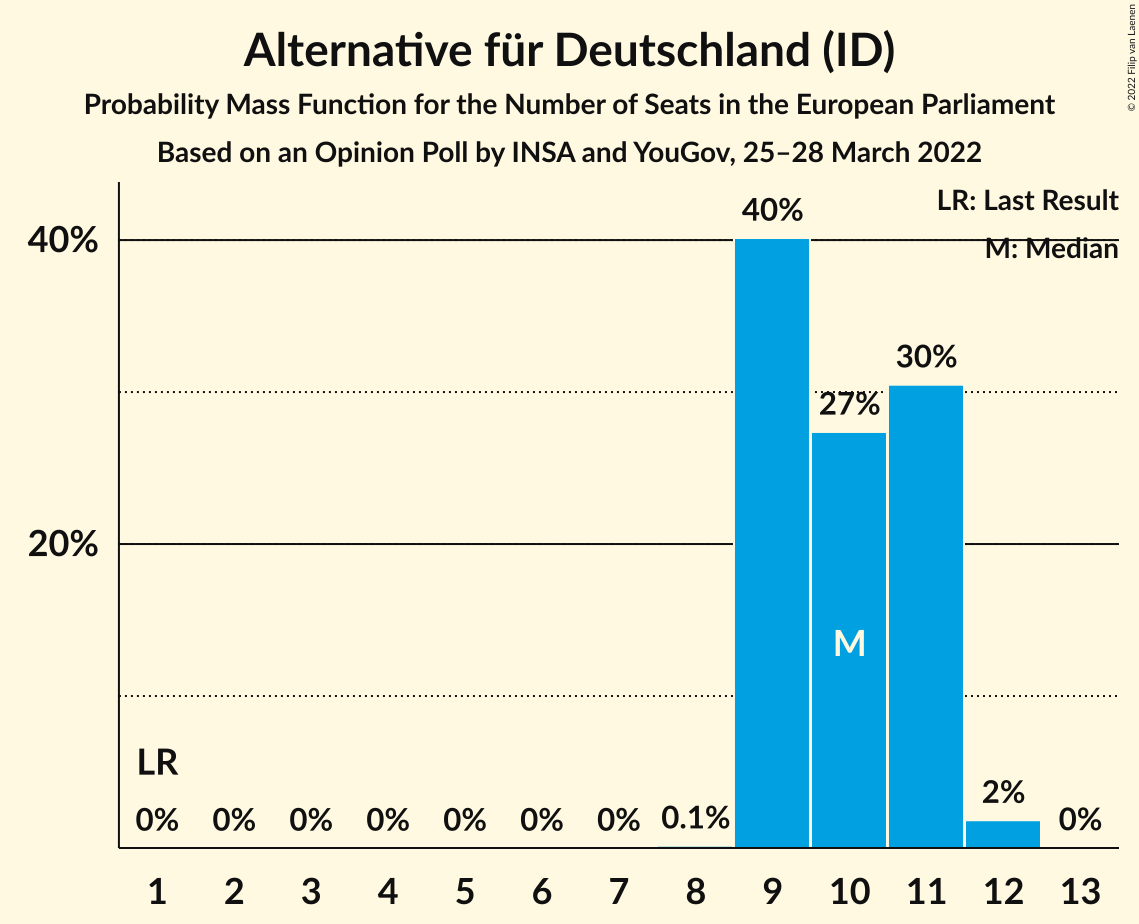 Alternative für Deutschland (ID)
Probability Mass Function for the Number of Seats in the European Parliament
Based on an Opinion Poll by INSA and YouGov, 25–28 March 2022
© 2022 Filip van Laenen
LR: Last Result
M: Median
40%
20%
40%
30%
27%
M
LR
0% 0% 0% 0% 0% 0% 0% 0.1% 2% 0%
1 2 3 4 5 6 7 8 9 10 11 12 13